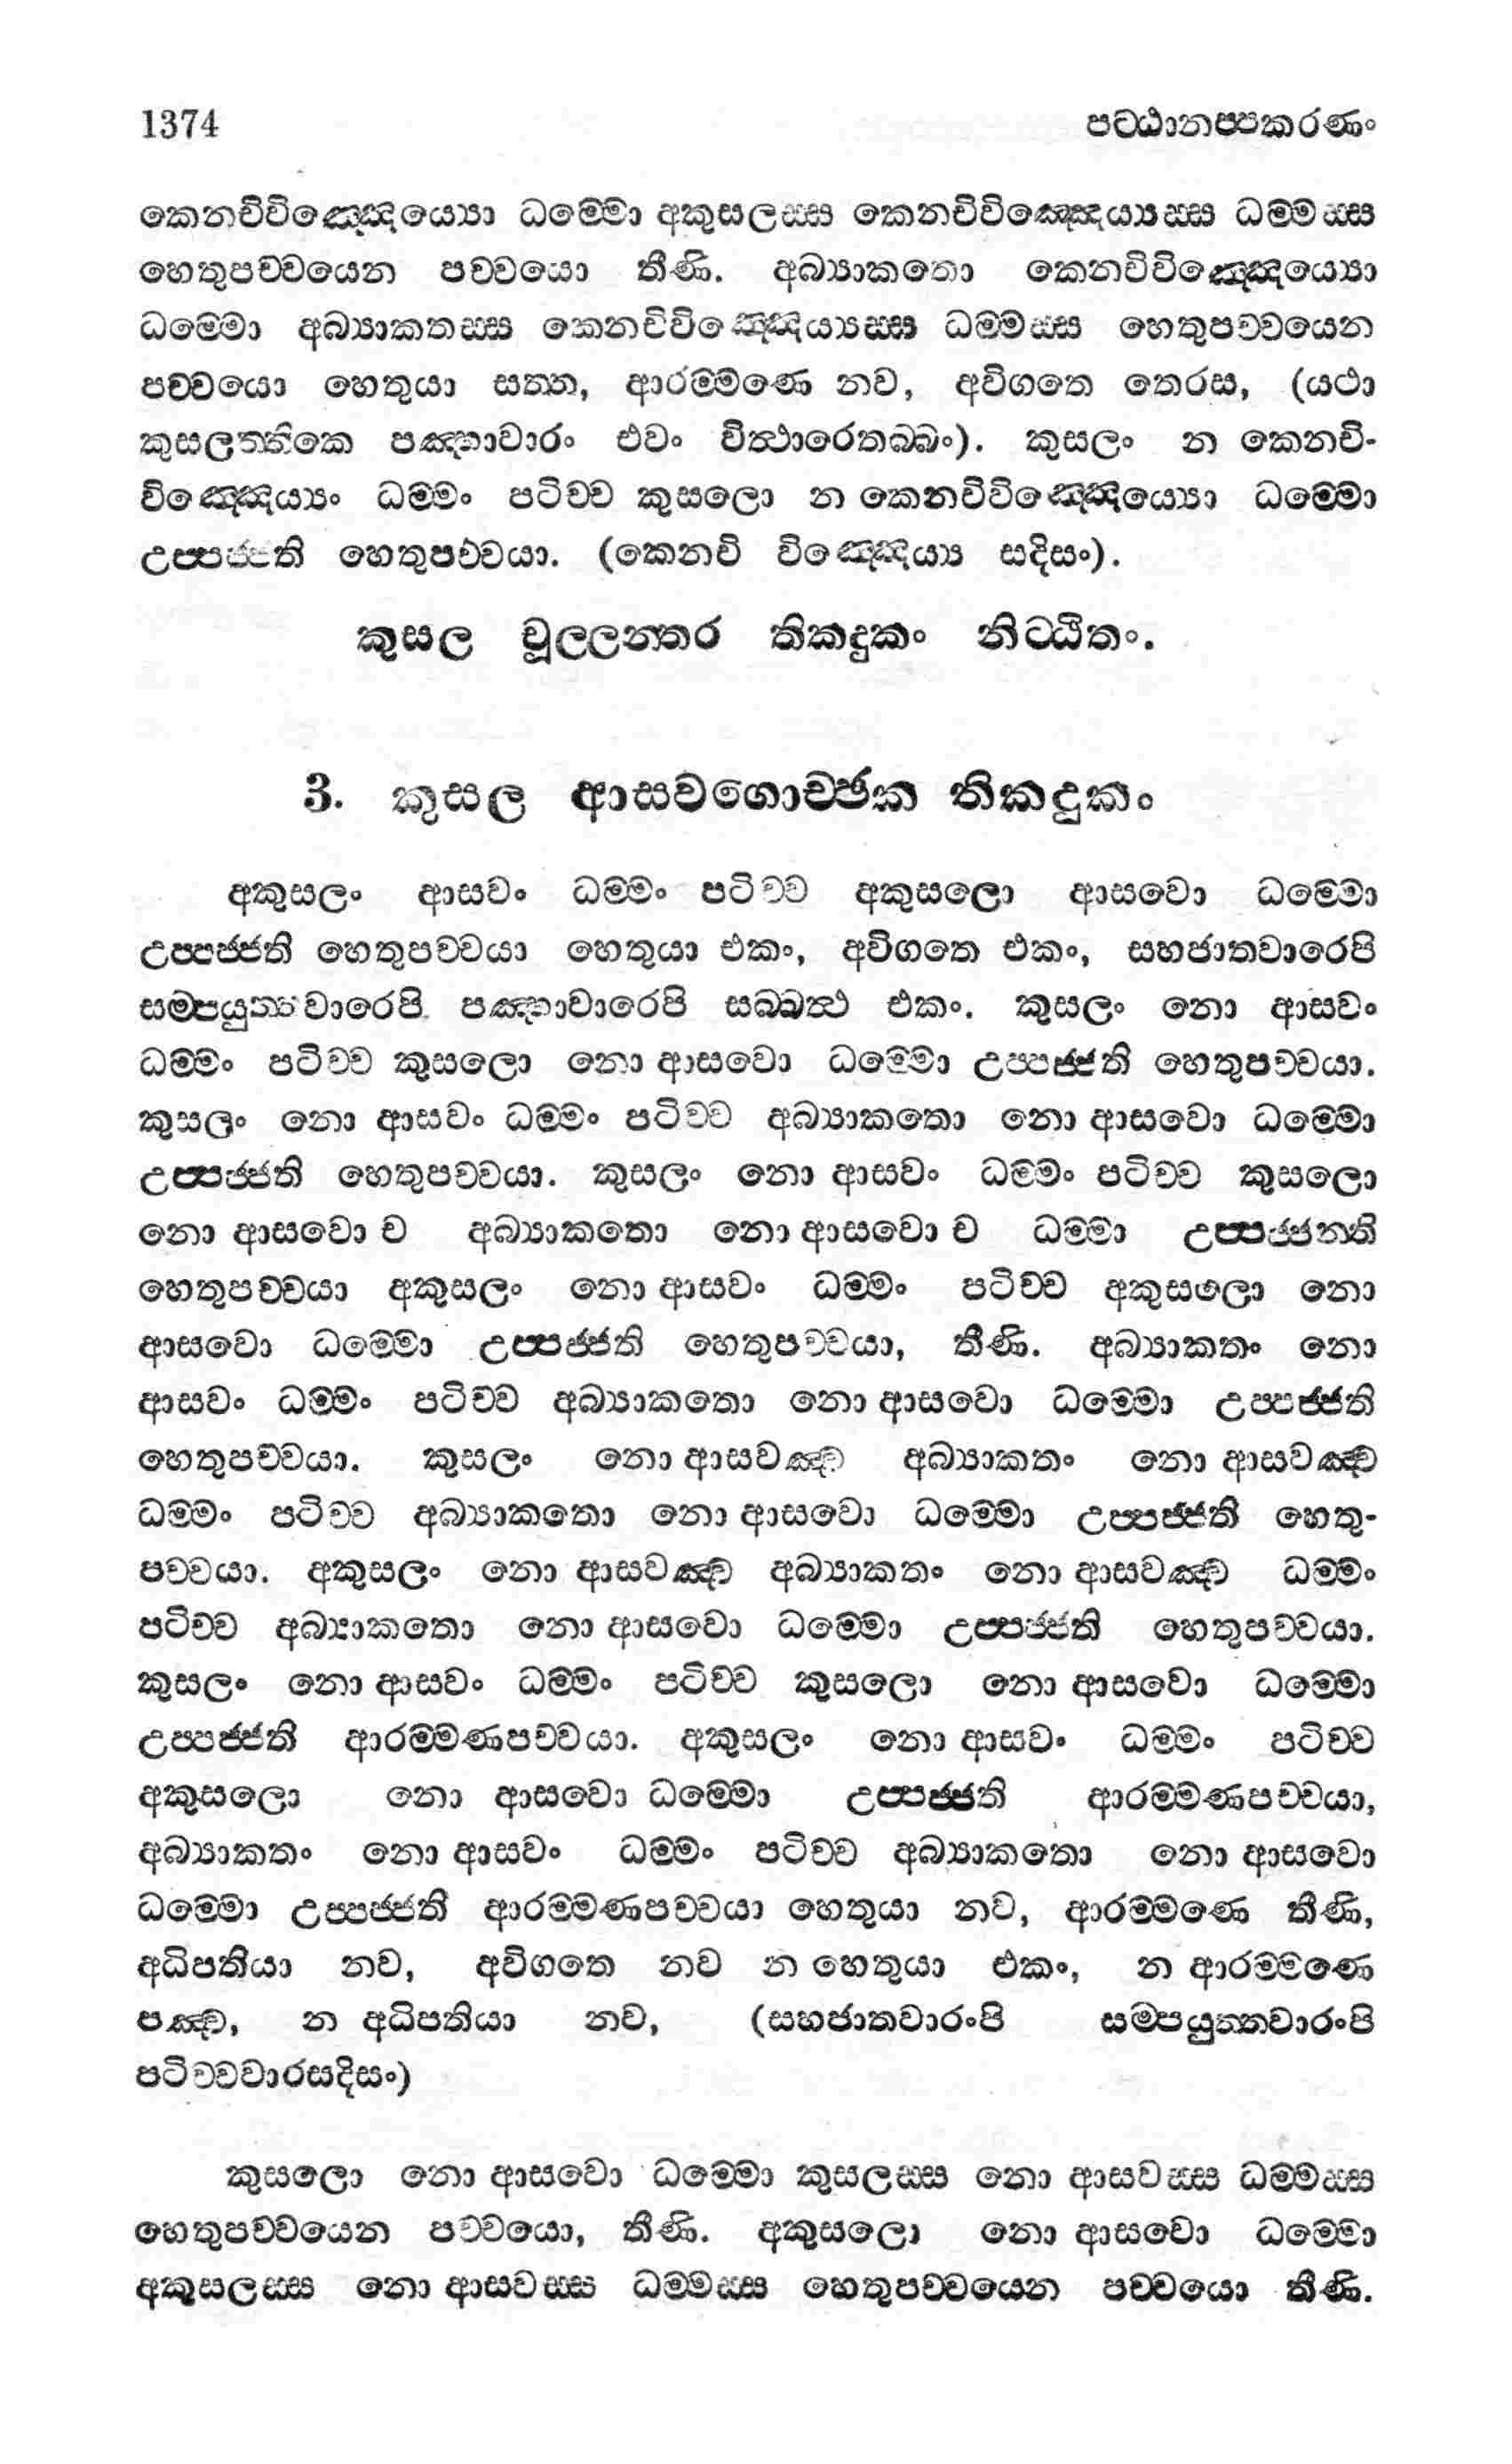 1374 පට්ඨානප්පකරණං
කෙනචිවිඤ්ඤෙය්‍යො ධම්මො අකුසලස්ස කෙනචිවිඤ්ඤෙය්‍යස්ස ධම්මස්ස
හෙතුපච්චයෙන පච්චයො තීණි. අබ්‍යාකතො කෙනචිවිඤ්ඤෙය්‍යො
ධම්මො අබ්‍යාකතස්ස කෙනචිවිඤ්ඤෙය්‍යස්ස ධම්මස්ස හෙතුපච්චයෙන
පච්චයො හෙතුයා සත්ත, ආරම්මණෙ නව, අවිගතෙ තෙරස, (යථා
කුසලත්තිකෙ පඤ්හාවාරං එවං විත්ථාරෙතබ්බං). කුසලං න කෙනචි-
විඤ්ඤෙය්‍යං ධම්මං පටිච්ච කුසලො න කෙනචිවිඤ්ඤෙය්‍යො ධම්මො
උප්පජ්ජති හෙතුපච්චයා. (කෙනචි විඤ්ඤෙය්‍ය සදිසං).
කුසල චූල්ලන්තර තිකදුකං නිට්ඨිතං.
3. කුසල ආසවගොච්ඡක තිකදුකං
අකුසලං ආසවං ධම්මං පටිච්ච අකුසලො ආසවො ධම්මො
උප්පජ්ජති හෙතුපච්චයා හෙතුයා එකං, අවිගතෙ එකං, සහජාතවාරෙපි
සම්පයුත්තවාරෙපි පඤ්හාවාරෙපි සබ්බත්ථ එකං. කුසලං නො ආසවං
ධම්මං පටිච්ච කුසලො නො ආසවො ධම්මො උප්පජ්ජති හෙතුපච්චයා.
කුසලං නො ආසවං ධම්මං පටිච්ච අබ්‍යාකතො නො ආසවො ධම්මො
උප්පජ්ජති හෙතුපච්චයා. කුසලං නො ආසවං ධම්මං පටිච්ච කුසලො
නො ආසවො ච අබ්‍යාකතො නො ආසවො ච ධම්මා උප්පජ්ජන්ති
හෙතුපච්චයා අකුසලං නො ආසවං ධම්මං පටිච්ච අකුසලො නො
ආසවො ධම්මො උප්පජ්ජති හෙතුපච්චයා, තීණි. අබ්‍යාකතං නො
ආසවං ධම්මං පටිච්ච අබ්‍යාකතො නො ආසවො ධම්මො උප්පජ්ජති
හෙතුපච්චයා. කුසලං නො ආසවඤ්ච අබ්‍යාකතං නො ආසවඤ්ච
ධම්මං පටිච්ච අබ්‍යාකතො නො ආසවො ධම්මො උප්පජ්ජති හෙතු-
පච්චයා. අකුසලං නො ආසවඤ්ච අබ්‍යාකතං නො ආසවඤ්ච ධම්මං
පටිච්ච අබ්‍යාකතො නො ආසවො ධම්මො උප්පජ්ජති හෙතුපච්චයා.
කුසලං නො ආසවං ධම්මං පටිච්ච කුසලො නො ආසවො ධම්මො
උප්පජ්ජති ආරම්මණපච්චයා. අකුසලං නො ආසවං ධම්මං පටිච්ච
අකුසලො නො ආසවො ධම්මො උප්පජ්ජති ආරම්මණපච්චයා,
අබ්‍යාකතං නො ආසවං ධම්මං පටිච්ච අබ්‍යාකතො නො ආසවො
ධම්මො උප්පජ්ජති ආරම්මණපච්චයා හෙතුයා නව, ආරම්මණෙ තීණි,
අධිපතියා නව, අවිගතෙ නව න හෙතුයා එකං, න ආරම්මණෙ
පඤ්ච, න අධිපතියා නව, (සහජාතවාරංපි සම්පයුත්තවාරංපි
පටිච්චවාරසදිසං)
කුසලො නො ආසවො ධම්මො කුසලස්ස නො ආසවස්ස ධම්මස්ස
හෙතුපච්චයෙන පච්චයො, තීණි. අකුසලො නො ආසවො ධම්මො
අකුසලස්ස නො ආසවස්ස ධම්මස්ස හෙතුපච්චයෙන පච්චයො තීණි.